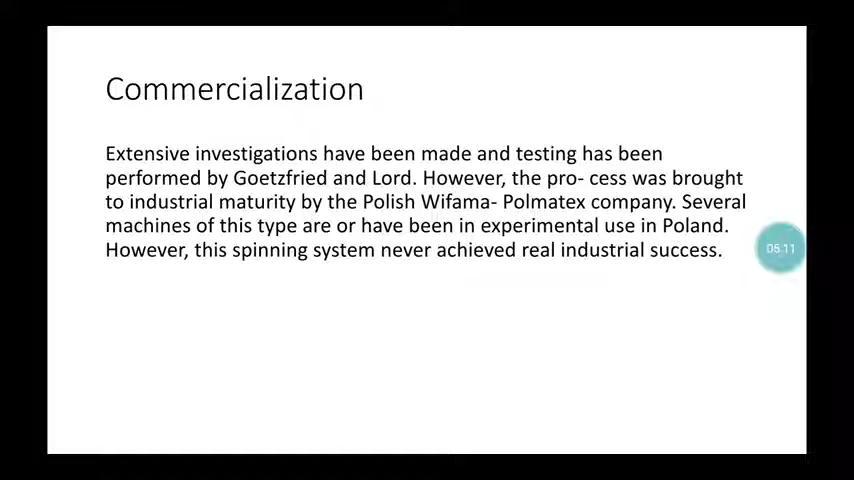 Commercialization
Extensive investigations have been made and testing has been
performed by Goetzfried and Lord. However, the pro- cess was brought
to industrial maturity by the Polish Wifama- Polmatex company. Several
machines of this type are or have been in experimental use in Poland.
However, this spinning system never achieved real industrial success.
05:11